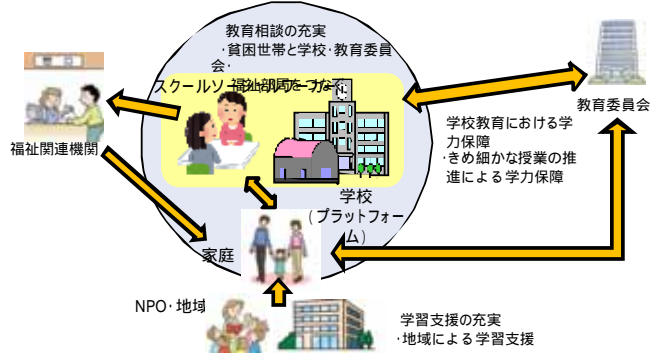 教育相談の充実
・貧困世帯と学校・教育委員
会・
福祉部局をつなぐ
スクールソーシャルワーカー
福祉関連機関
教育委員会
学校教育における学
力保障
・きめ細かな授業の推
進による学力保障
学校
(プラットフォー
ム)
家庭
NPO・地域
学習支援の充実
・地域による学習支援